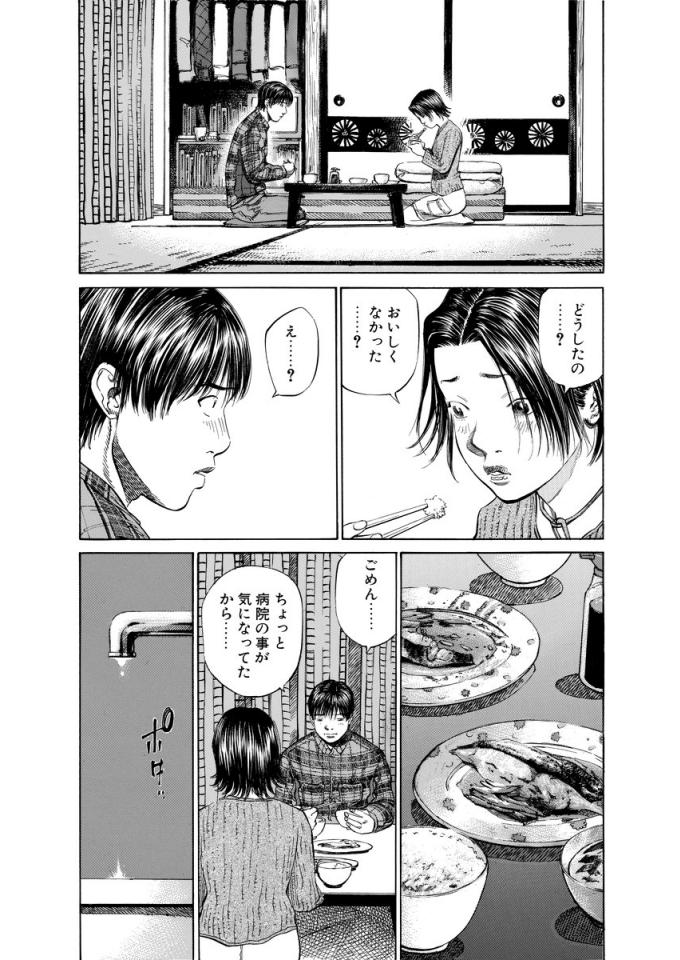 どうしたの
……？
おいしく
なかった
……？
え……？
ごめん……
ちょっと
病院の事が
気になってた
から……
ポタ…